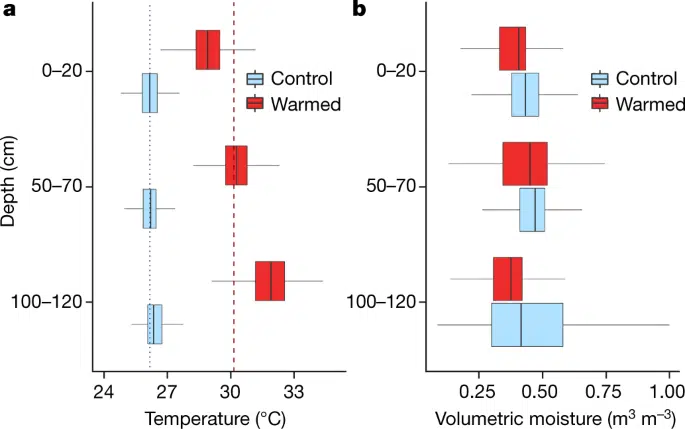 a
Depth (cm)
0–20
50–70
100–120
Control
Warmed
24 27 30 33
Temperature (°C)
b
0–20
50–70
100–120
Control
Warmed
0.25 0.50 0.75 1.00
Volumetric moisture (m³ m⁻³)